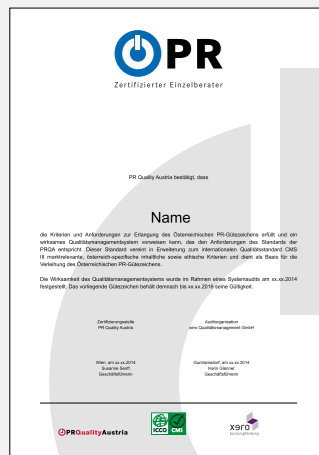 PR
Zertifizierter Einzelberater
PR Quality Austria bestätigt, dass
Name
die Kriterien und Anforderungen zur Erlangung des Österreichischen PR-Gütezeichens erfüllt und ein
wirksames Qualitätsmanagementsystem vorweisen kann, das den Anforderungen des Standards der
PRQA entspricht. Dieser Standard vereint in Erweiterung zum internationalen Qualitätsstandard CMS
III marktrelevante, österreich-spezifische inhaltliche sowie ethische Kriterien und dient als Basis für die
Verleihung des Österreichischen PR-Gütezeichens.
Die Wirksamkeit des Qualitätsmanagementsystems wurde im Rahmen eines Systemaudits am xx.xx.2014
festgestellt. Das vorliegende Gütezeichen behält demnach bis xx.xx.2016 seine Gültigkeit.
Zertifizierungsstelle
PR Quality Austria
Auditorganisation
xero Qualitätsmanagement GmbH
Wien, am xx.xx.2014
Susanne Senft
Geschäftsführerin
Guntramsdorf, am xx.xx.2014
Karin Glanner
Geschäftsführerin
PRQualityAustria
ICCO CMS
xero